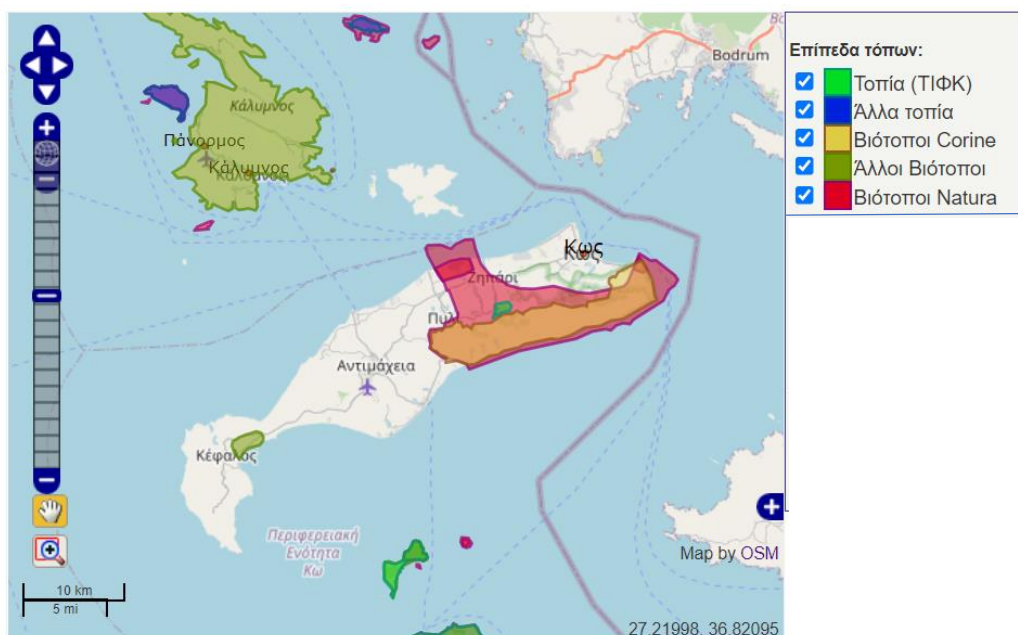 Bodrum
Κάλυμνος
Πάνορμος
Κάλυμνος
Κως
Κως
Ζηπάρι
Πυλί
Αντιμάχεια
Κέφαλος
Περιφερειακή
Ενότητα
Κω
Map by OSM
10 km
5 mi
27.21998, 36.82095
Επίπεδα τόπων:
Τοπία (ΤΙΦΚ)
Άλλα τοπία
Βιότοποι Corine
Άλλοι Βιότοποι
Βιότοποι Natura